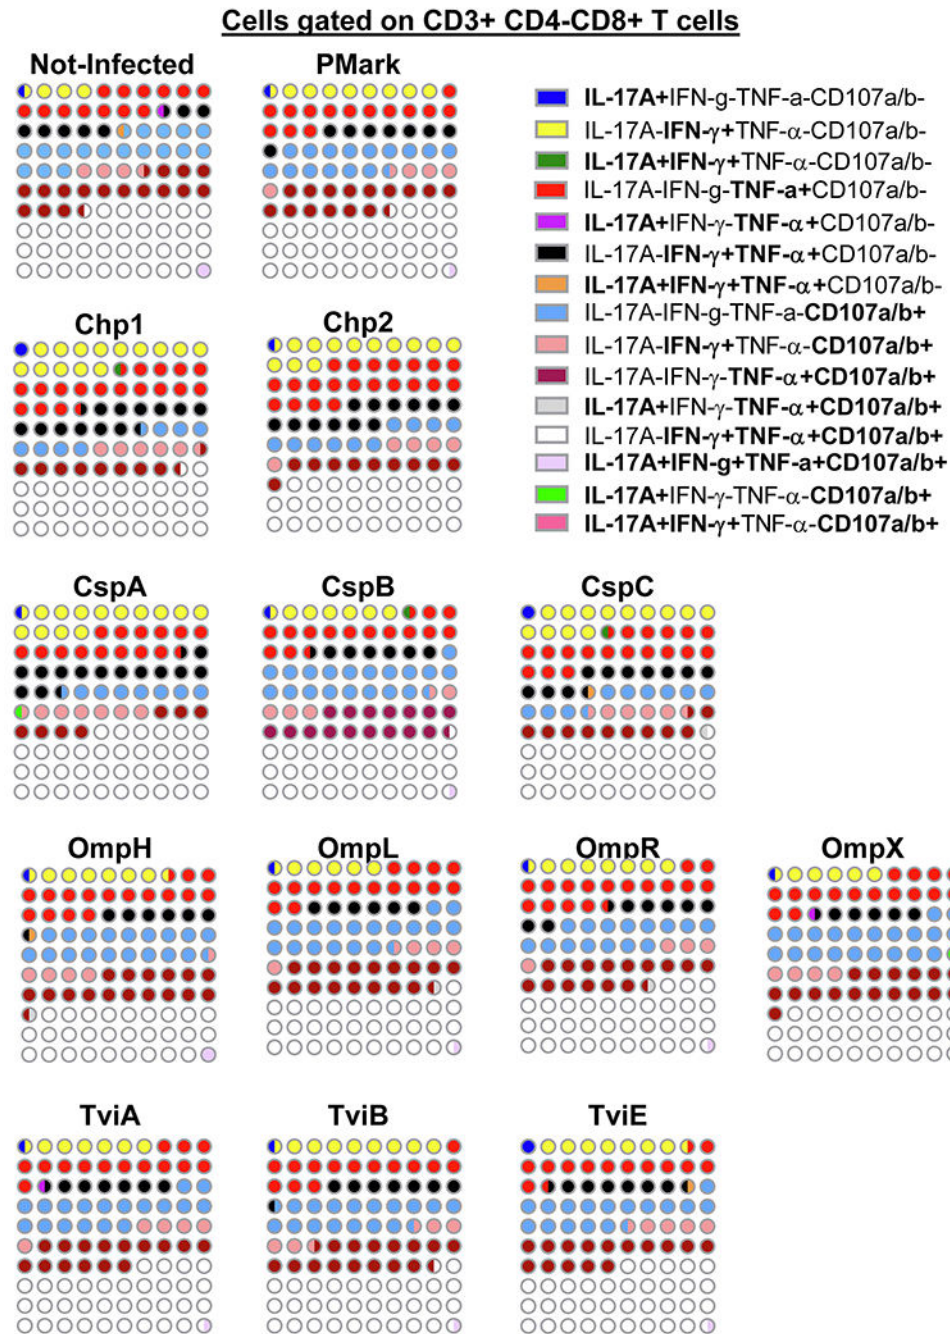 Cells gated on CD3+ CD4-CD8+ T cells
Not-Infected
PMark
IL-17A+IFN-g-TNF-a-CD107a/b-
IL-17A-IFN-γ+TNF-α-CD107a/b-
IL-17A+IFN-γ+TNF-α-CD107a/b-
IL-17A-IFN-g-TNF-a+CD107a/b-
IL-17A+IFN-γ-TNF-α+CD107a/b-
IL-17A-IFN-γ+TNF-α+CD107a/b-
IL-17A+IFN-γ+TNF-α+CD107a/b-
IL-17A-IFN-g-TNF-a-CD107a/b+
IL-17A-IFN-γ+TNF-α-CD107a/b+
IL-17A-IFN-γ-TNF-α+CD107a/b+
IL-17A+IFN-γ-TNF-α+CD107a/b+
IL-17A-IFN-γ+TNF-α+CD107a/b+
IL-17A+IFN-g+TNF-a+CD107a/b+
IL-17A+IFN-γ-TNF-α-CD107a/b+
IL-17A+IFN-γ+TNF-α-CD107a/b+
Chp1
Chp2
CspA
CspB
CspC
OmpH
OmpL
OmpR
OmpX
TviA
TviB
TviE